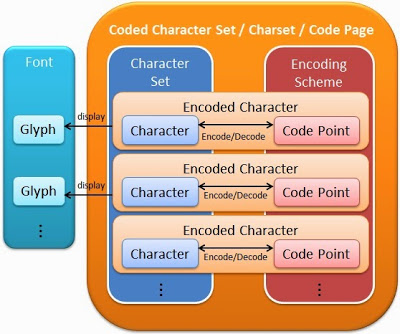 Coded Character Set / Charset / Code Page
Font
Character
Set
Encoding
Scheme
Encoded Character
Glyph
display
Character
Encode/Decode
Code Point
Encoded Character
Glyph
display
Character
Encode/Decode
Code Point
Encoded Character
Character
Encode/Decode
Code Point